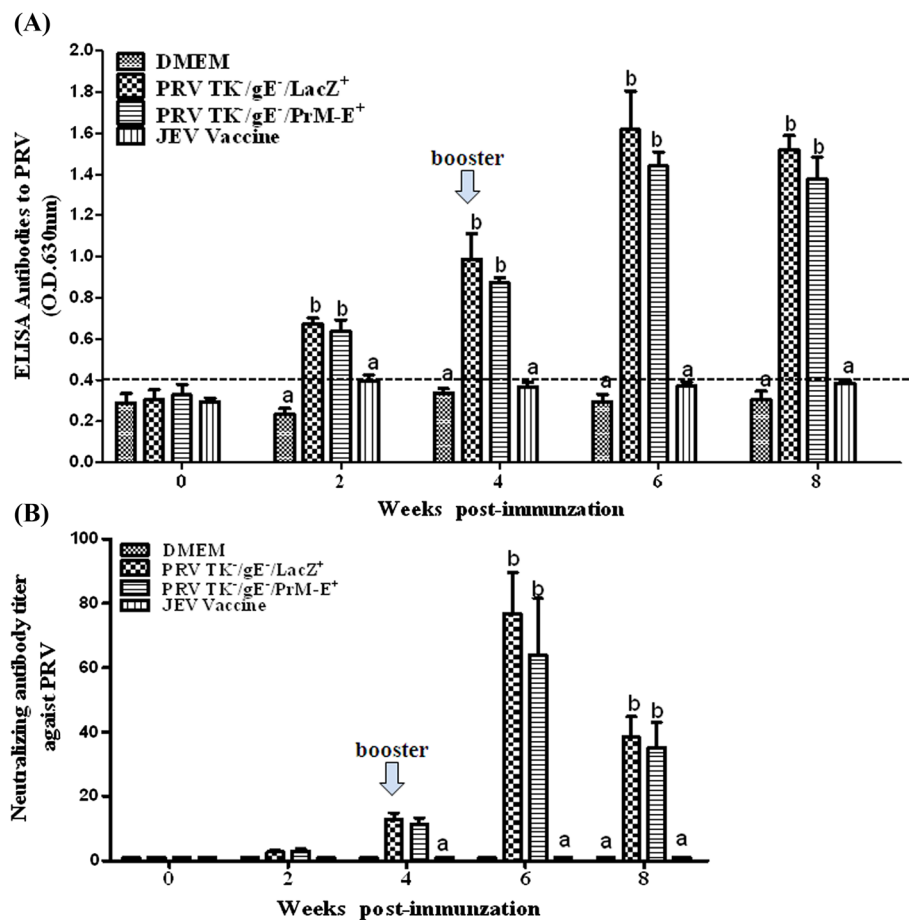 (A)
DMEM
PRV TK⁻/gE⁻/LacZ⁺
PRV TK⁻/gE⁻/PrM-E⁺
JEV Vaccine
ELISA Antibodies to PRV
(O.D.630nm)
2.0
1.8
1.6
1.4
1.2
1.0
0.8
0.6
0.4
0.2
0.0
booster
a b b a
a b b a
a b b a
a b b a
0 2 4 6 8
Weeks post-immunzation
(B)
DMEM
PRV TK⁻/gE⁻/LacZ⁺
PRV TK⁻/gE⁻/PrM-E⁺
JEV Vaccine
Neutralizing antibody titer
agaist PRV
100
80
60
40
20
0
booster
a
b b a
a b b a
0 2 4 6 8
Weeks post-immunzation